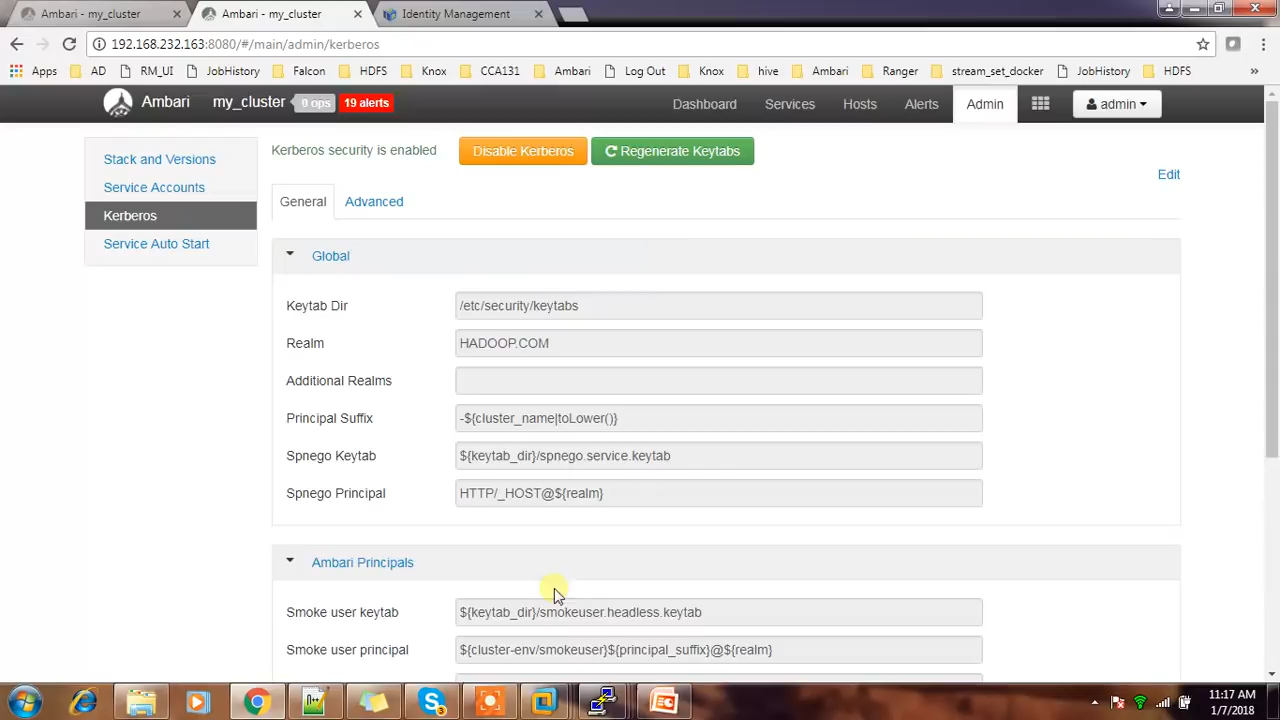 Ambari - my_cluster
Ambari - my_cluster
Identity Management
192.168.232.163:8080/#/main/admin/kerberos
Apps AD RM_UI JobHistory Falcon HDFS Knox CCA131 Ambari Log Out Knox hive Ambari Ranger stream_set_docker JobHistory HDFS »
Ambari my_cluster 0 ops 19 alerts Dashboard Services Hosts Alerts Admin admin
Stack and Versions
Service Accounts
Kerberos
Service Auto Start
Kerberos security is enabled Disable Kerberos Regenerate Keytabs
Edit
General Advanced
Global
Keytab Dir /etc/security/keytabs
Realm HADOOP.COM
Additional Realms
Principal Suffix -${cluster_name|toLower()}
Spnego Keytab ${keytab_dir}/spnego.service.keytab
Spnego Principal HTTP/_HOST@${realm}
Ambari Principals
Smoke user keytab ${keytab_dir}/smokeuser.headless.keytab
Smoke user principal ${cluster-env/smokeuser}${principal_suffix}@${realm}
11:17 AM
1/7/2018